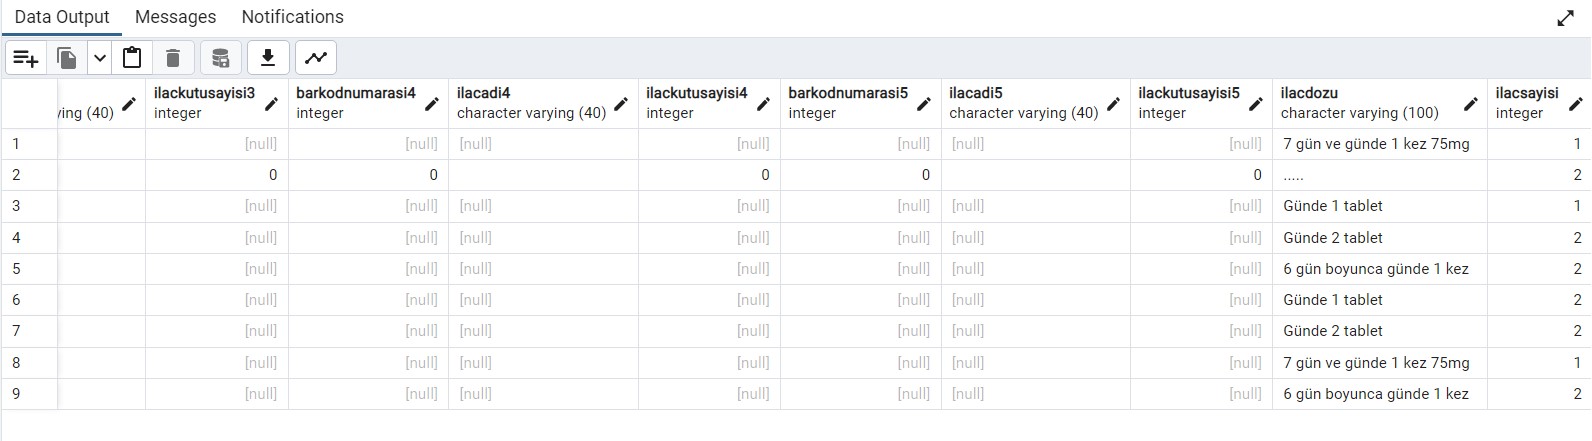 Data Output Messages Notifications
ilackutusayisi3 barkodnumarasi4 ilacadi4 ilackutusayisi4 barkodnumarasi5 ilacadi5 ilackutusayisi5 ilacdozu ilacsayisi
ying (40) integer integer character varying (40) integer integer character varying (40) integer character varying (100) integer
1 [null] [null] [null] [null] [null] [null] [null] 7 gün ve günde 1 kez 75mg 1
2 0 0 0 0 0 ..... 2
3 [null] [null] [null] [null] [null] [null] [null] Günde 1 tablet 1
4 [null] [null] [null] [null] [null] [null] [null] Günde 2 tablet 2
5 [null] [null] [null] [null] [null] [null] [null] 6 gün boyunca günde 1 kez 2
6 [null] [null] [null] [null] [null] [null] [null] Günde 1 tablet 2
7 [null] [null] [null] [null] [null] [null] [null] Günde 2 tablet 2
8 [null] [null] [null] [null] [null] [null] [null] 7 gün ve günde 1 kez 75mg 1
9 [null] [null] [null] [null] [null] [null] [null] 6 gün boyunca günde 1 kez 2